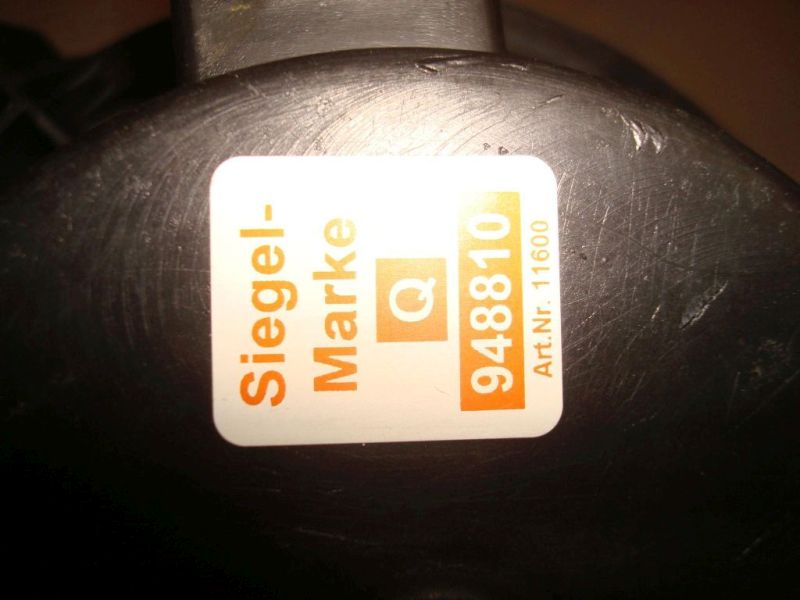 Siegel-
Marke
Q
948810
Art.Nr. 11600